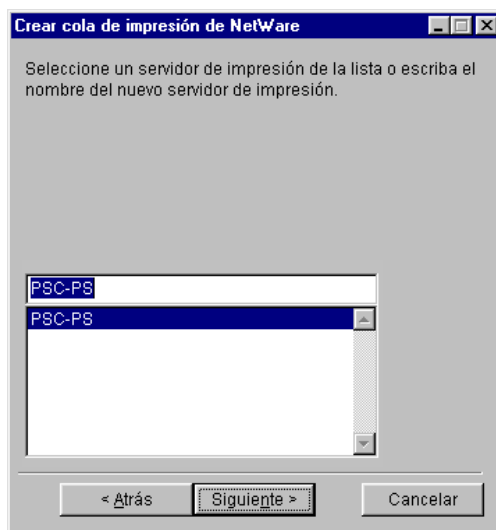 Crear cola de impresión de NetWare
Seleccione un servidor de impresión de la lista o escriba el
nombre del nuevo servidor de impresión.
PSC-PS
PSC-PS
< Atrás
Siguiente >
Cancelar